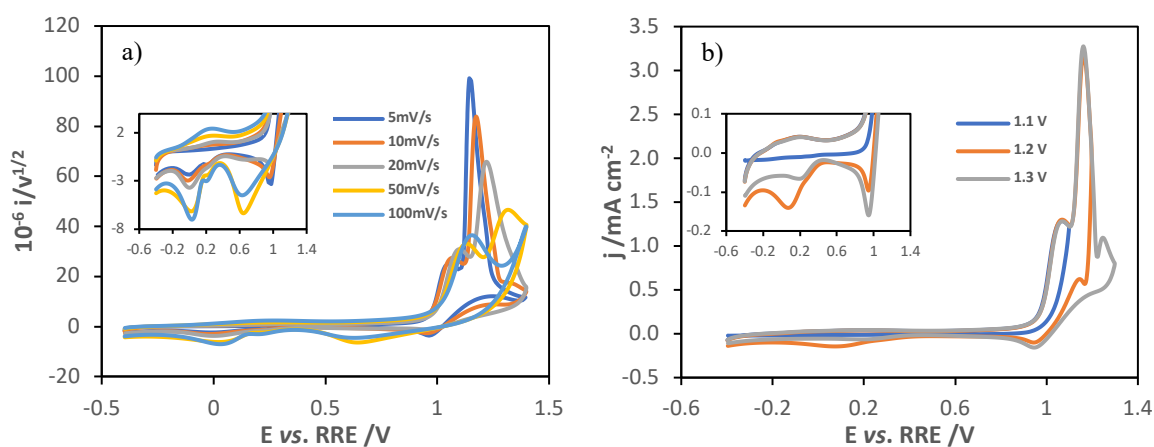 a)
120
100
80
60
40
20
0
-20
10⁻⁶ i/v¹/²
2
-3
-8
-0.6 -0.2 0.2 0.6 1 1.4
5mV/s
10mV/s
20mV/s
50mV/s
100mV/s
-0.5 0 0.5 1 1.5
E vs. RRE /V
b)
3.5
3.0
2.5
2.0
1.5
1.0
0.5
0.0
-0.5
j /mA cm⁻²
0.1
0.0
-0.1
-0.2
-0.6 -0.2 0.2 0.6 1 1.4
1.1 V
1.2 V
1.3 V
-0.6 -0.2 0.2 0.6 1 1.4
E vs. RRE /V